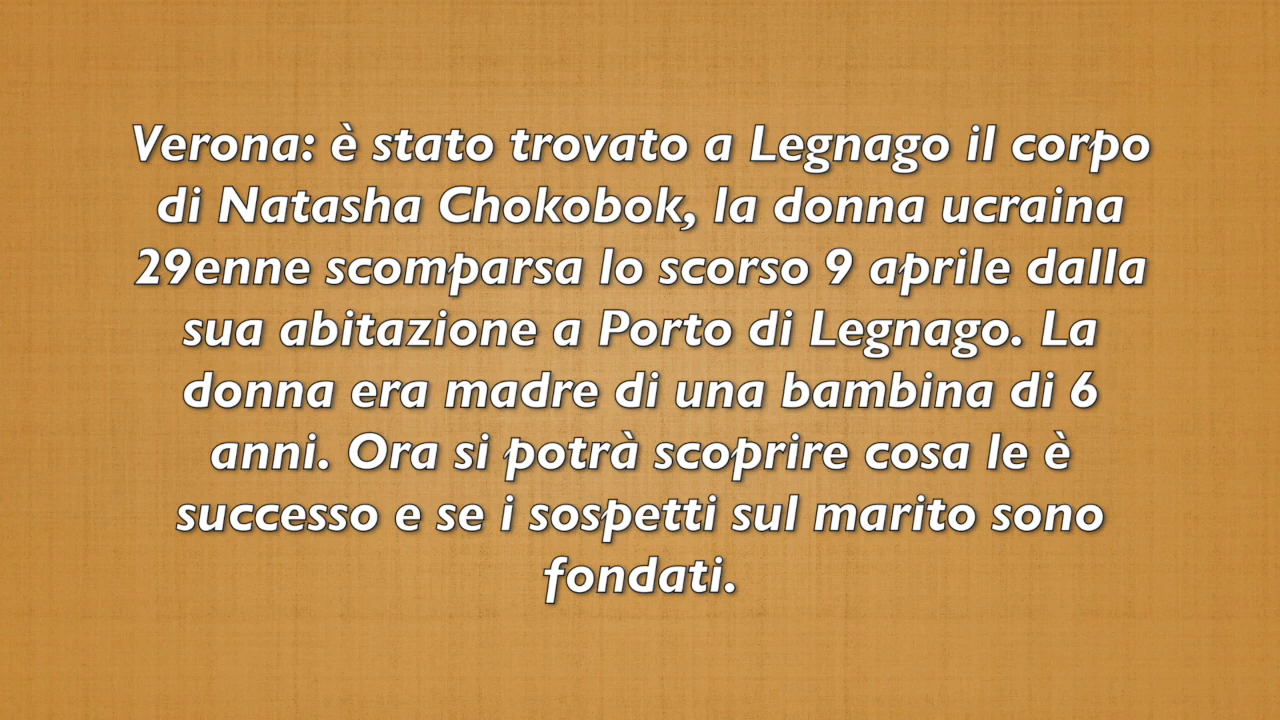 Verona: è stato trovato a Legnago il corpo
di Natasha Chokobok, la donna ucraina
29enne scomparsa lo scorso 9 aprile dalla
sua abitazione a Porto di Legnago. La
donna era madre di una bambina di 6
anni. Ora si potrà scoprire cosa le è
successo e se i sospetti sul marito sono
fondati.